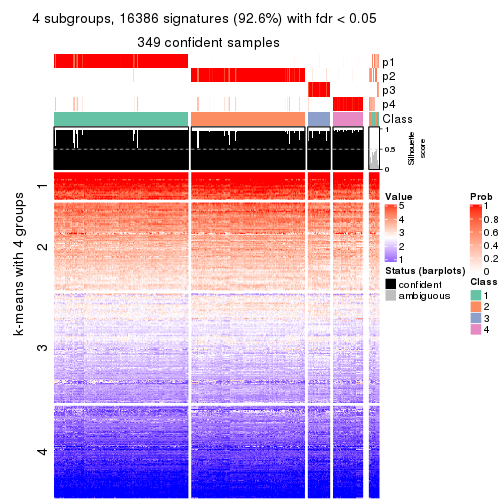 4 subgroups, 16386 signatures (92.6%) with fdr < 0.05
349 confident samples
p1
p2
p3
p4
Class
1
0.5
0
Silhouette
score
k-means with 4 groups
1
2
3
4
Value
5
4
3
2
1
Status (barplots)
confident
ambiguous
Prob
1
0.8
0.6
0.4
0.2
0
Class
1
2
3
4